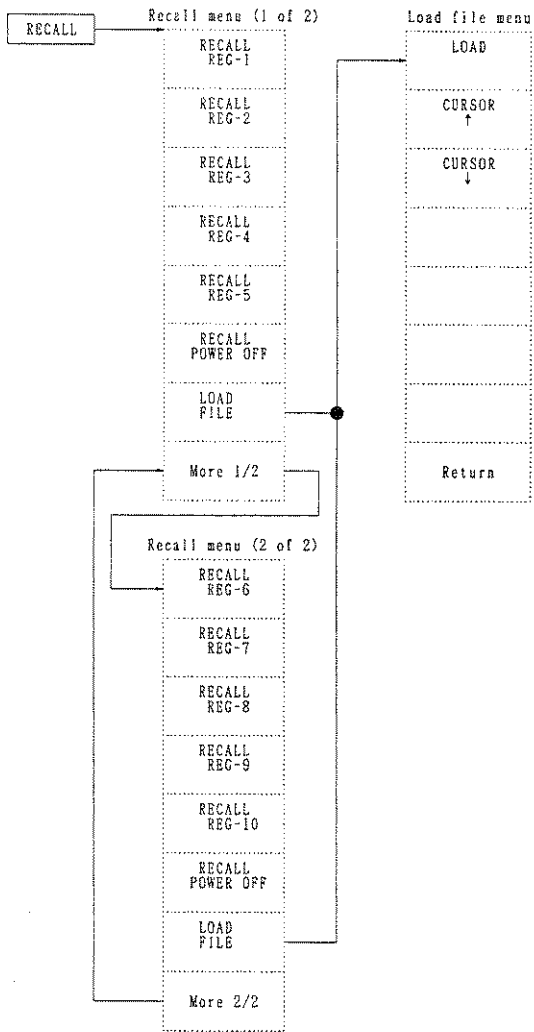 RECALL
Recall menu (1 of 2)
RECALL
REG-1
RECALL
REG-2
RECALL
REG-3
RECALL
REG-4
RECALL
REG-5
RECALL
POWER OFF
LOAD
FILE
More 1/2
Recall menu (2 of 2)
RECALL
REG-6
RECALL
REG-7
RECALL
REG-8
RECALL
REG-9
RECALL
REG-10
RECALL
POWER OFF
LOAD
FILE
More 2/2
Load file menu
LOAD
CURSOR
↑
CURSOR
↓
Return